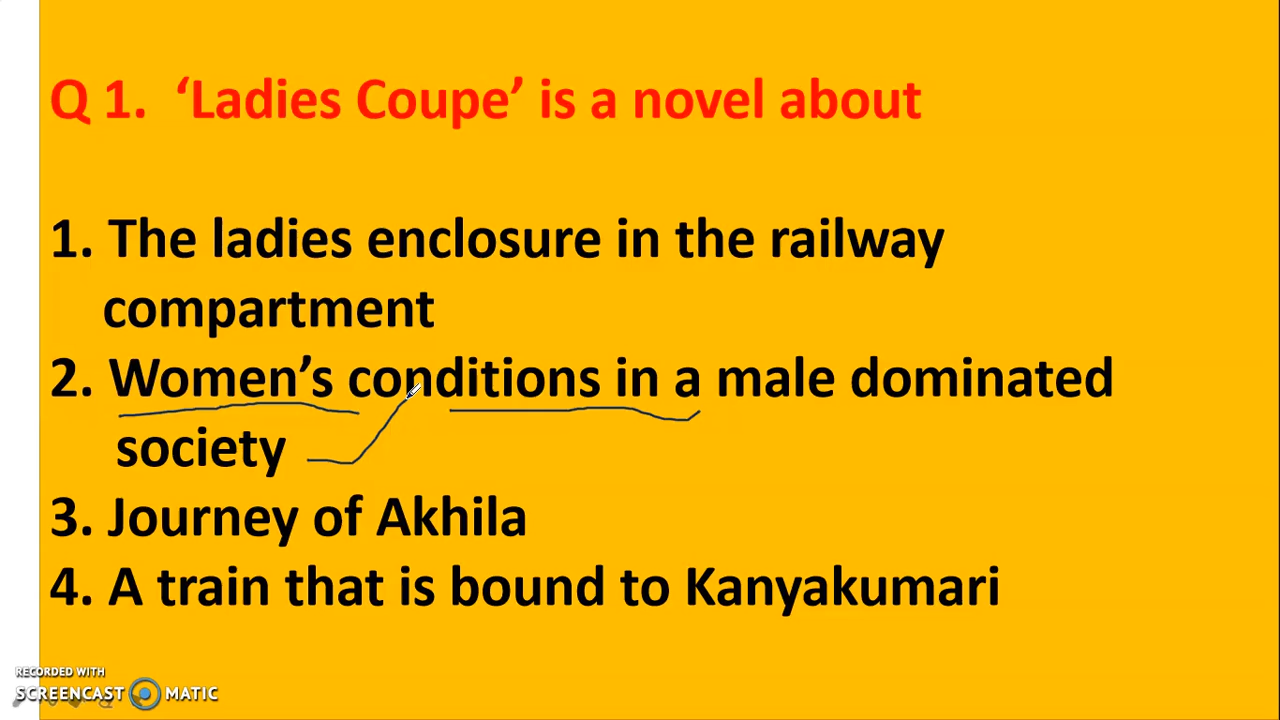 Q 1.  ‘Ladies Coupe’ is a novel about
1. The ladies enclosure in the railway
compartment
2. Women’s conditions in a male dominated
society
3. Journey of Akhila
4. A train that is bound to Kanyakumari
RECORDED WITH
SCREENCAST MATIC